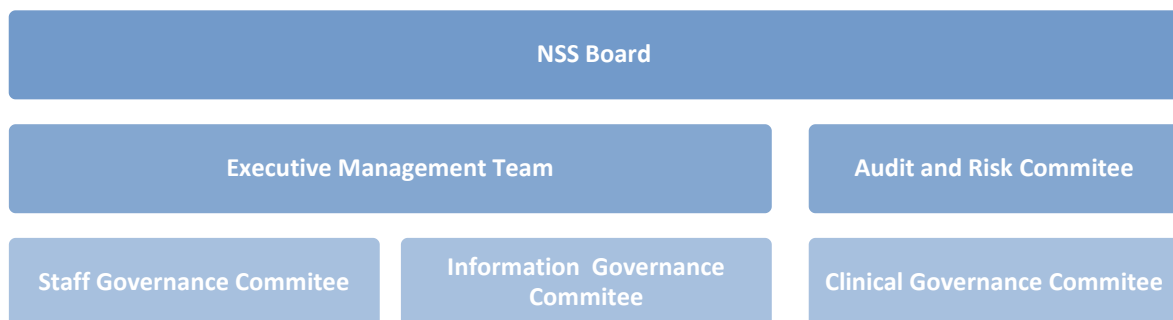 NSS Board
Executive Management Team
Audit and Risk Commitee
Staff Governance Commitee
Information  Governance
Commitee
Clinical Governance Commitee